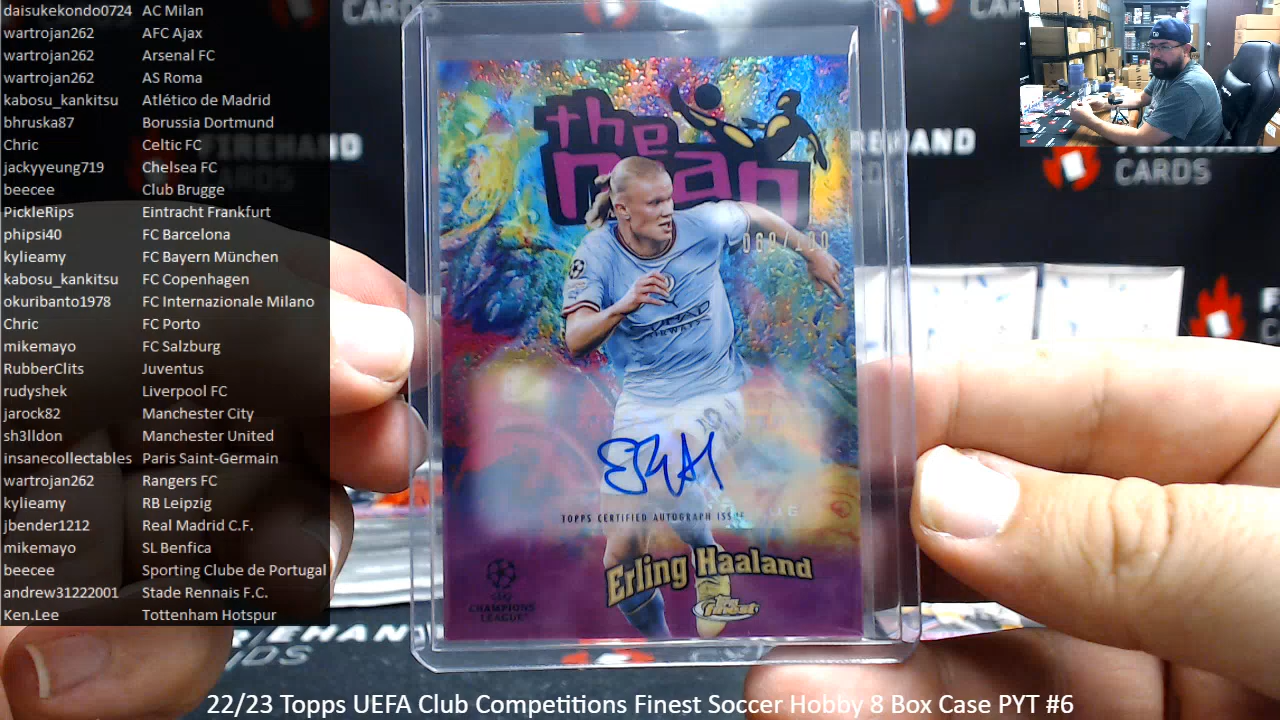 daisukekondo0724 AC Milan
wartrojan262 AFC Ajax
wartrojan262 Arsenal FC
wartrojan262 AS Roma
kabosu_kankitsu Atlético de Madrid
bhruska87 Borussia Dortmund
Chric Celtic FC
jackyyeung719 Chelsea FC
beecee Club Brugge
PickleRips Eintracht Frankfurt
phipsi40 FC Barcelona
kylieamy FC Bayern München
kabosu_kankitsu FC Copenhagen
okuribanto1978 FC Internazionale Milano
Chric FC Porto
mikemayo FC Salzburg
RubberClits Juventus
rudyshek Liverpool FC
jarock82 Manchester City
sh3lldon Manchester United
insanecollectables Paris Saint-Germain
wartrojan262 Rangers FC
kylieamy RB Leipzig
jbender1212 Real Madrid C.F.
mikemayo SL Benfica
beecee Sporting Clube de Portugal
andrew31222001 Stade Rennais F.C.
Ken.Lee Tottenham Hotspur
the
man
ETIHAD
AIRWAYS
TOPPS CERTIFIED AUTOGRAPH ISSUE
Erling Haaland
Finest
CHAMPIONS
LEAGUE
FIREHAND
CARDS
22/23 Topps UEFA Club Competitions Finest Soccer Hobby 8 Box Case PYT #6